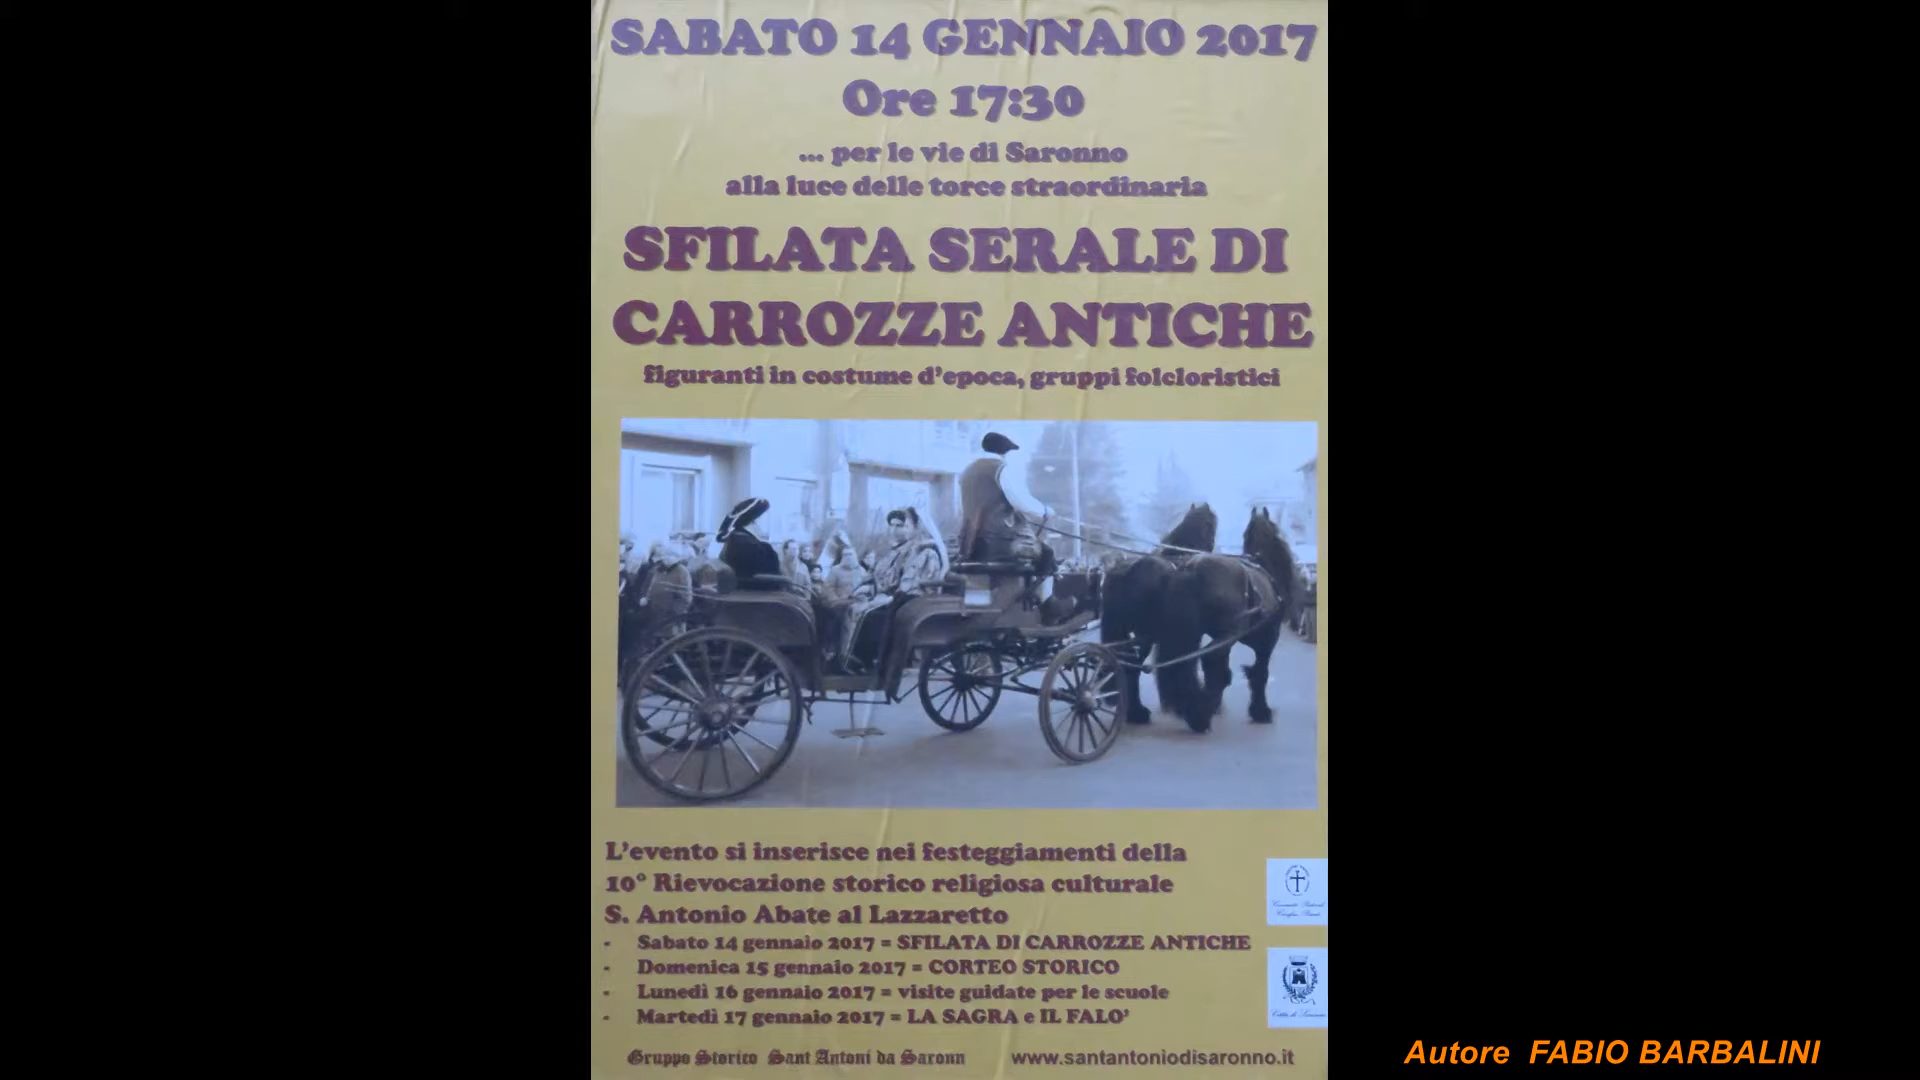 SABATO 14 GENNAIO 2017
Ore 17:30
... per le vie di Saronno
alla luce delle torce straordinaria
SFILATA SERALE DI
CARROZZE ANTICHE
figuranti in costume d'epoca, gruppi folcloristici
L'evento si inserisce nei festeggiamenti della
10° Rievocazione storico religiosa culturale
S. Antonio Abate al Lazzaretto
- Sabato 14 gennaio 2017 = SFILATA DI CARROZZE ANTICHE
- Domenica 15 gennaio 2017 = CORTEO STORICO
- Lunedì 16 gennaio 2017 = visite guidate per le scuole
- Martedì 17 gennaio 2017 = LA SAGRA e IL FALO'
Gruppo Storico Sant Antoni da Saronn
www.santantoniodisaronno.it
Città di Saronno
Autore FABIO BARBALINI